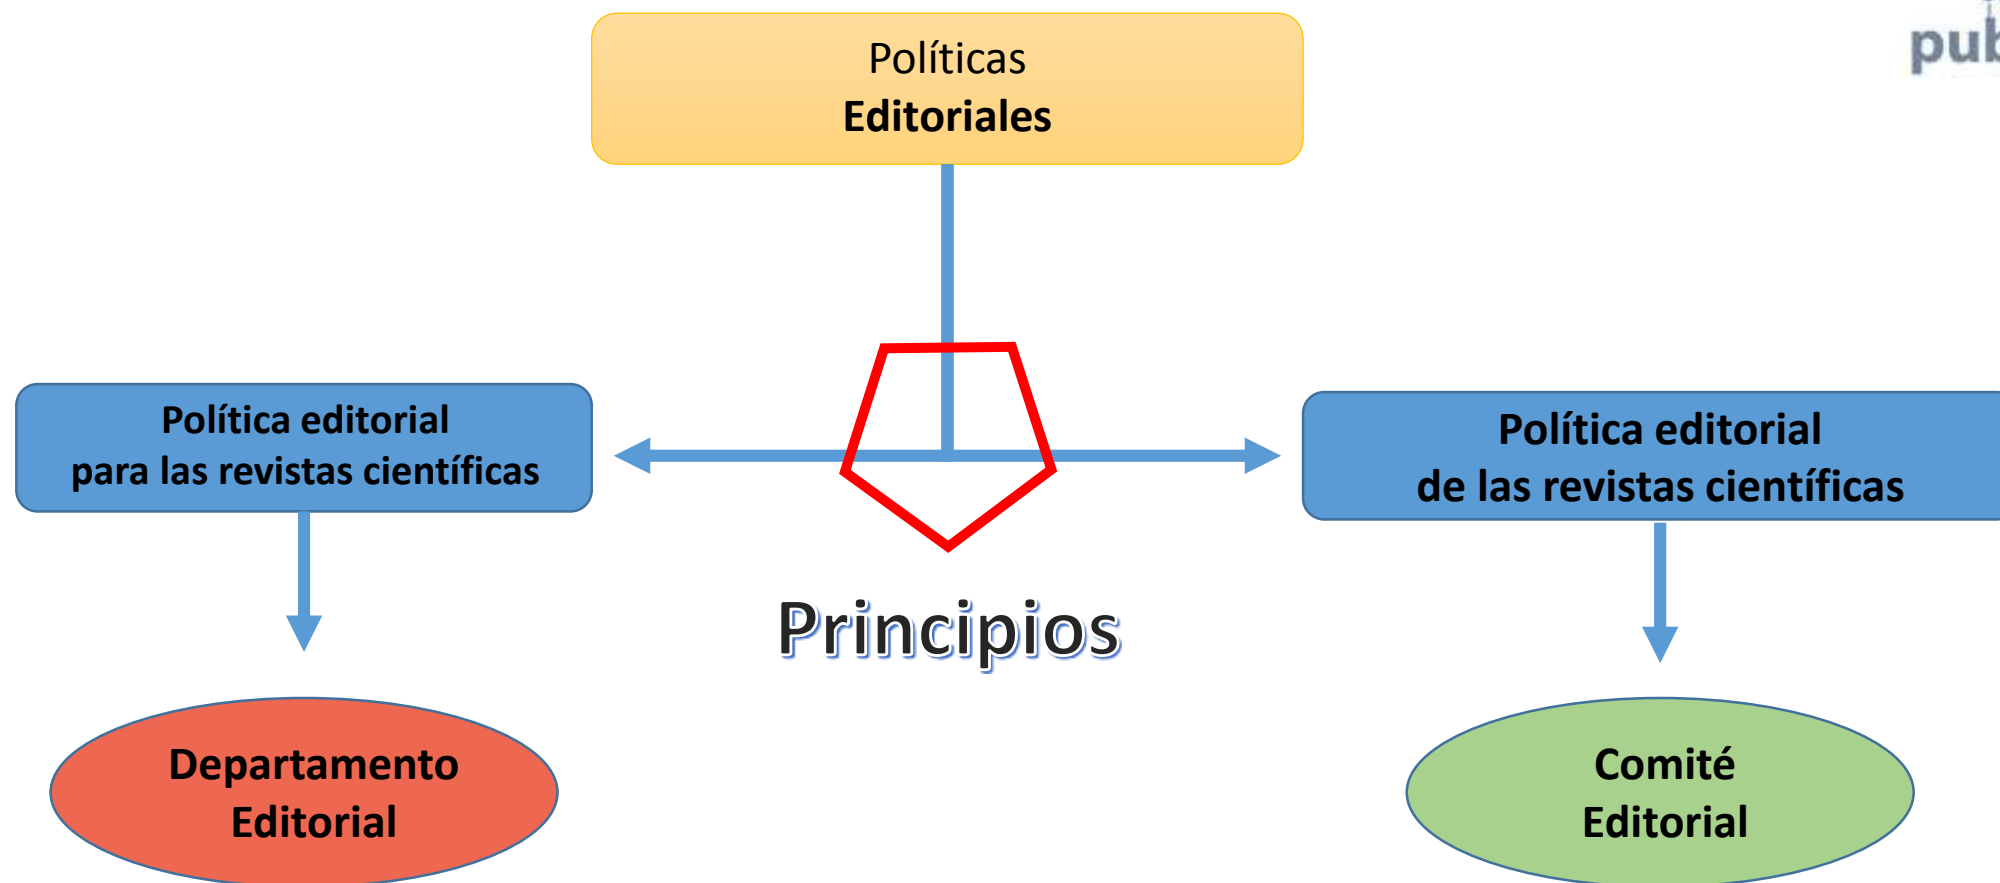 Políticas
Editoriales
Política editorial
para las revistas científicas
Política editorial
de las revistas científicas
Principios
Departamento
Editorial
Comité
Editorial